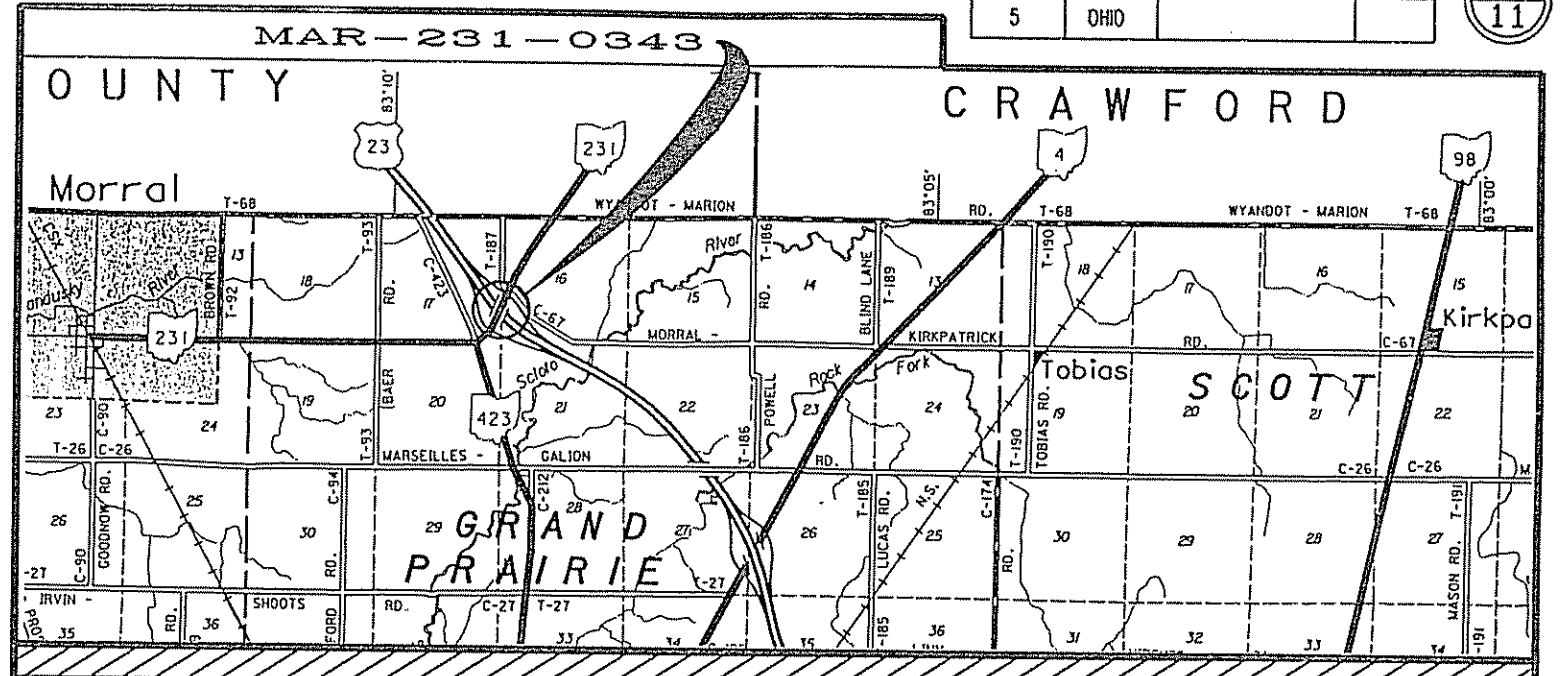 5 OHIO
11
MAR-231-0343
OUNTY
CRAWFORD
83°10'
23
231
4
98
Morral
T-68
WYANDOT - MARION
83°05'
RD.
T-68
WYANDOT - MARION
T-68
83°00'
CSX
andusky
River
BROWN RD.
T-92
13
18
T-93
RD.
17
C-423
T-187
16
C-67
River
15
T-186
RD.
14
BLIND LANE
T-189
13
T-190
18
17
16
15
231
MORRAL -
KIRKPATRICK
RD.
C-67
Kirkpa
Scioto
Rock
Fork
Tobias
SCOTT
23
C-90
24
19
BAER
20
423
21
22
POWELL
23
24
19
20
21
22
T-26
C-26
T-93
MARSEILLES -
GALION
T-186
RD.
T-190
TOBIAS RD.
C-26
C-26
M
26
GOODNOW RD.
25
30
C-94
29
C-212
28
27
26
T-185
LUCAS RD.
N.S.
25
C-174
30
29
28
27
T-191
GRAND
PRAIRIE
-27
C-90
RD.
-27
RD.
MASON RD.
IRVIN -
SHOOTS
RD.
C-27
T-27
35
RD.
36
FORD
33
34
35
-185
36
31
32
33
34
-191